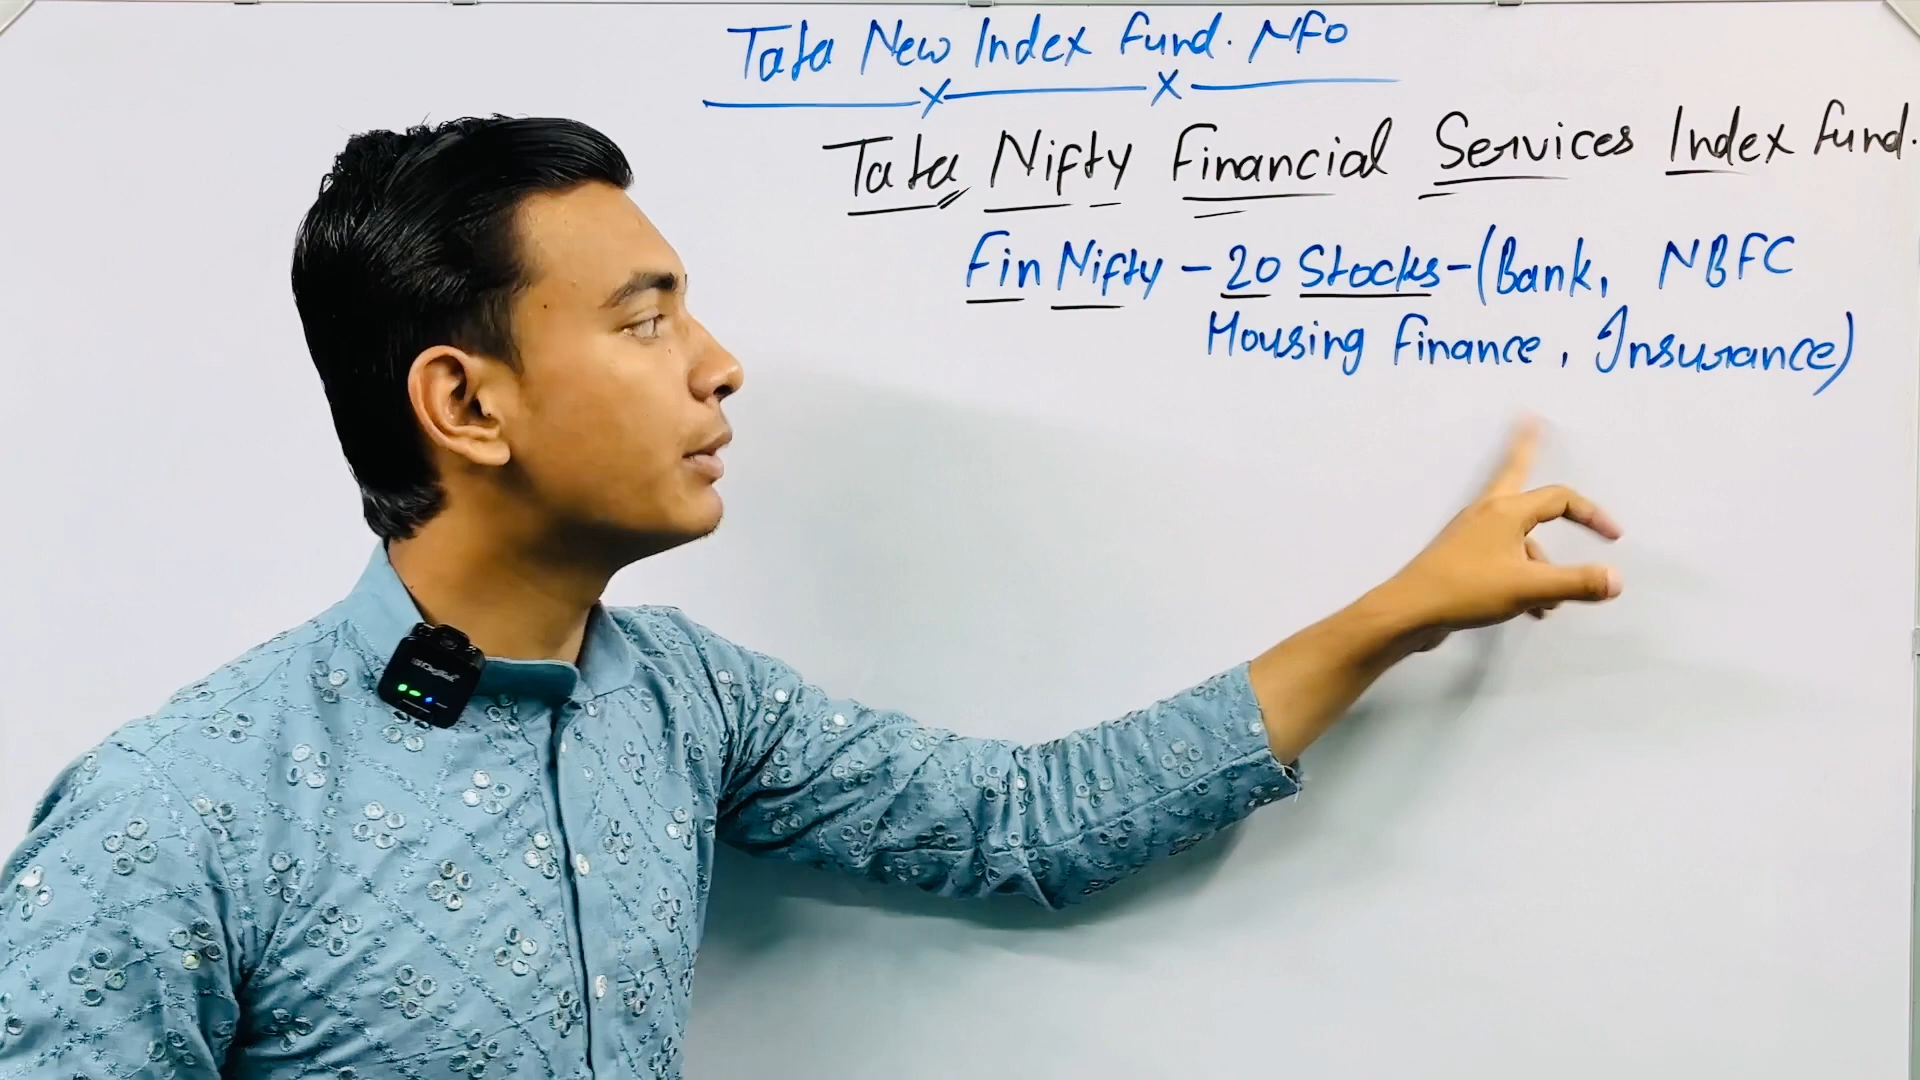 Tata New Index Fund. NFO
Tata Nifty Financial Services Index Fund.
Fin Nifty - 20 Stocks - (Bank, NBFC
Housing Finance, Insurance)